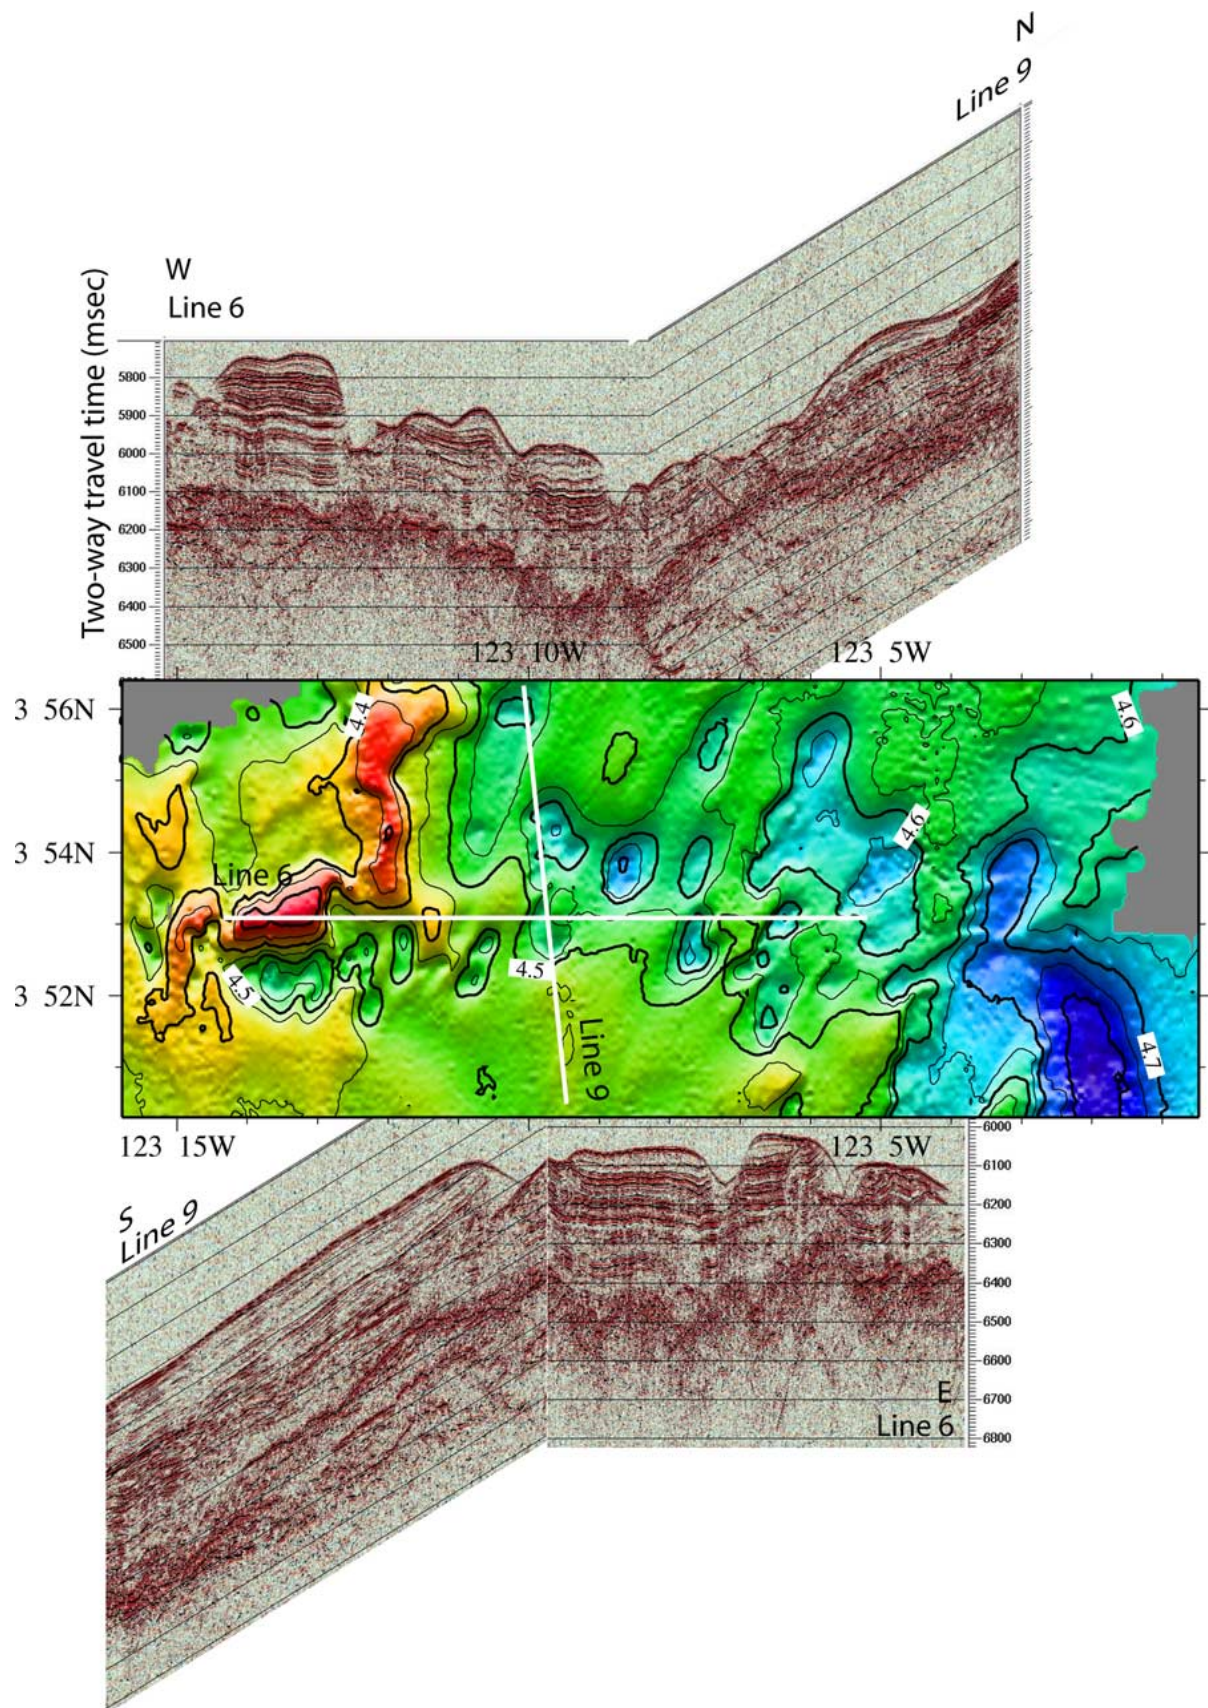 N
Line 9
W
Line 6
Two-way travel time (msec)
5800
5900
6000
6100
6200
6300
6400
6500
123 10W
123 5W
3 56N
3 54N
3 52N
4.4
4.6
4.6
Line 6
4.5
4.5
Line 9
4.7
123 15W
123 5W
S
Line 9
6000
6100
6200
6300
6400
6500
6600
6700
6800
E
Line 6